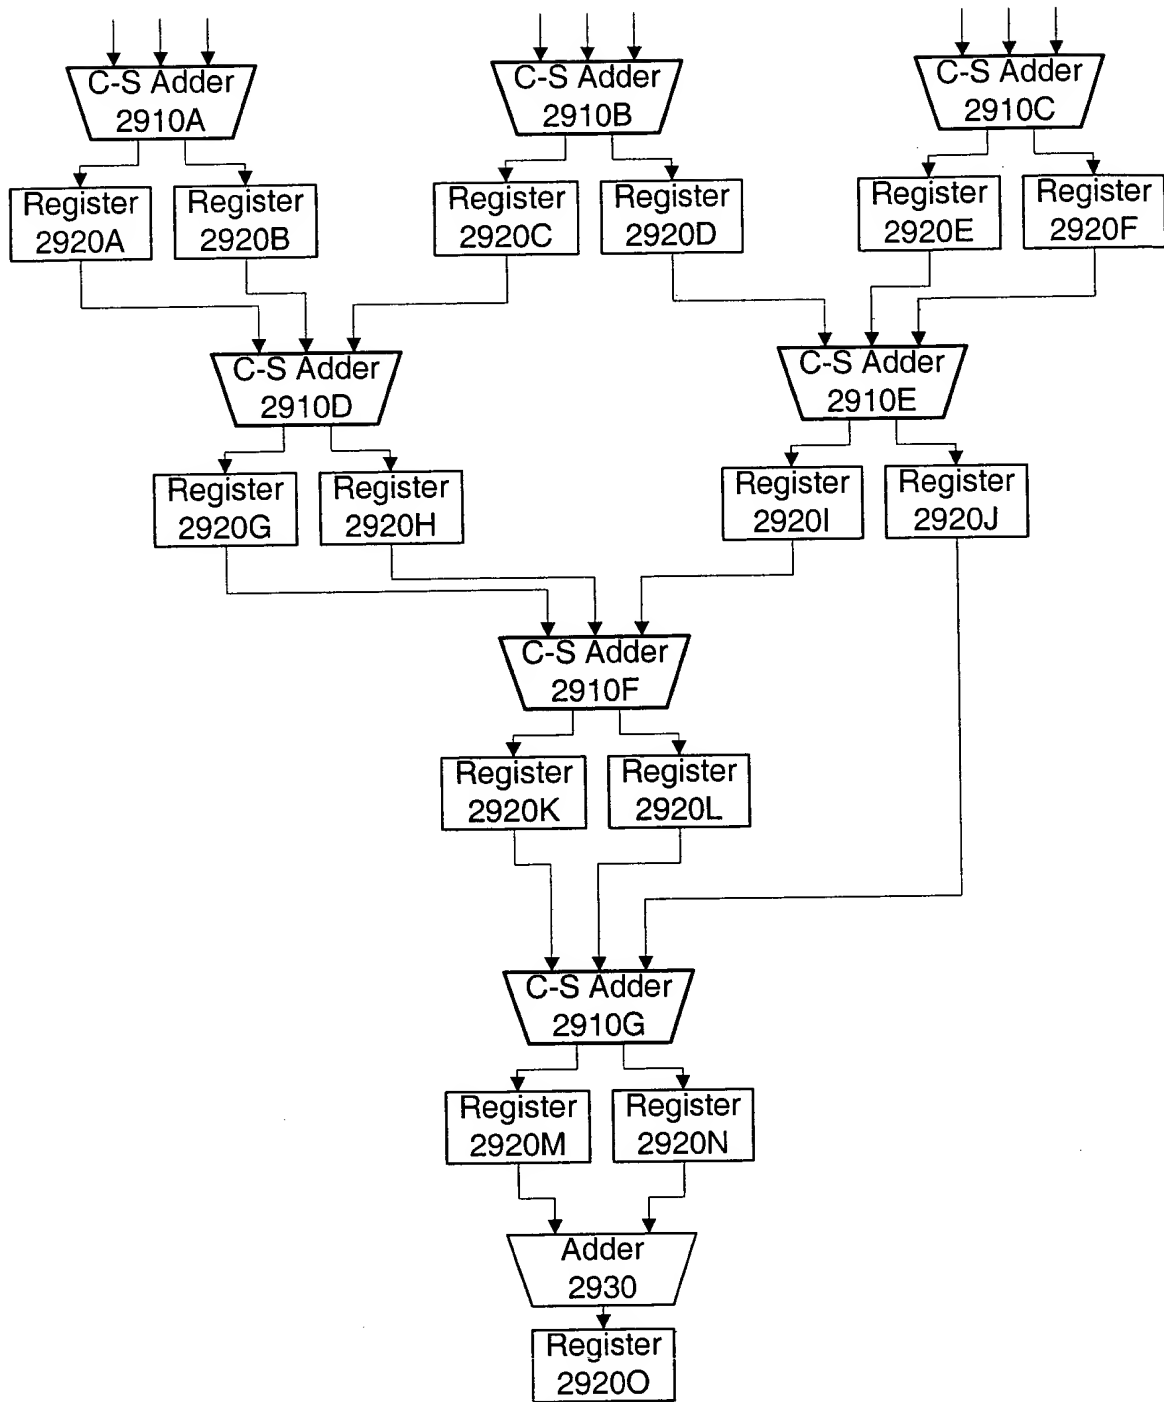 C-S Adder
2910A
C-S Adder
2910B
C-S Adder
2910C
Register
2920A
Register
2920B
Register
2920C
Register
2920D
Register
2920E
Register
2920F
C-S Adder
2910D
C-S Adder
2910E
Register
2920G
Register
2920H
Register
2920I
Register
2920J
C-S Adder
2910F
Register
2920K
Register
2920L
C-S Adder
2910G
Register
2920M
Register
2920N
Adder
2930
Register
2920O